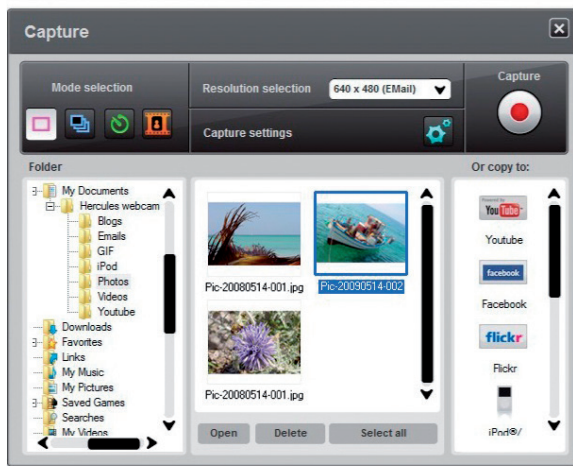 Capture
Mode selection
Resolution selection
640 x 480 (EMail)
Capture
Capture settings
Folder
Or copy to:
My Documents
Hercules webcam
Blogs
Emails
GIF
iPod
Photos
Videos
Youtube
Downloads
Favorites
Links
My Music
My Pictures
Saved Games
Searches
My Videos
Pic-20080514-001.jpg
Pic-20090514-002
Pic-20080514-001.jpg
Open
Delete
Select all
You Tube
Youtube
facebook
Facebook
flickr
Flickr
iPod®/